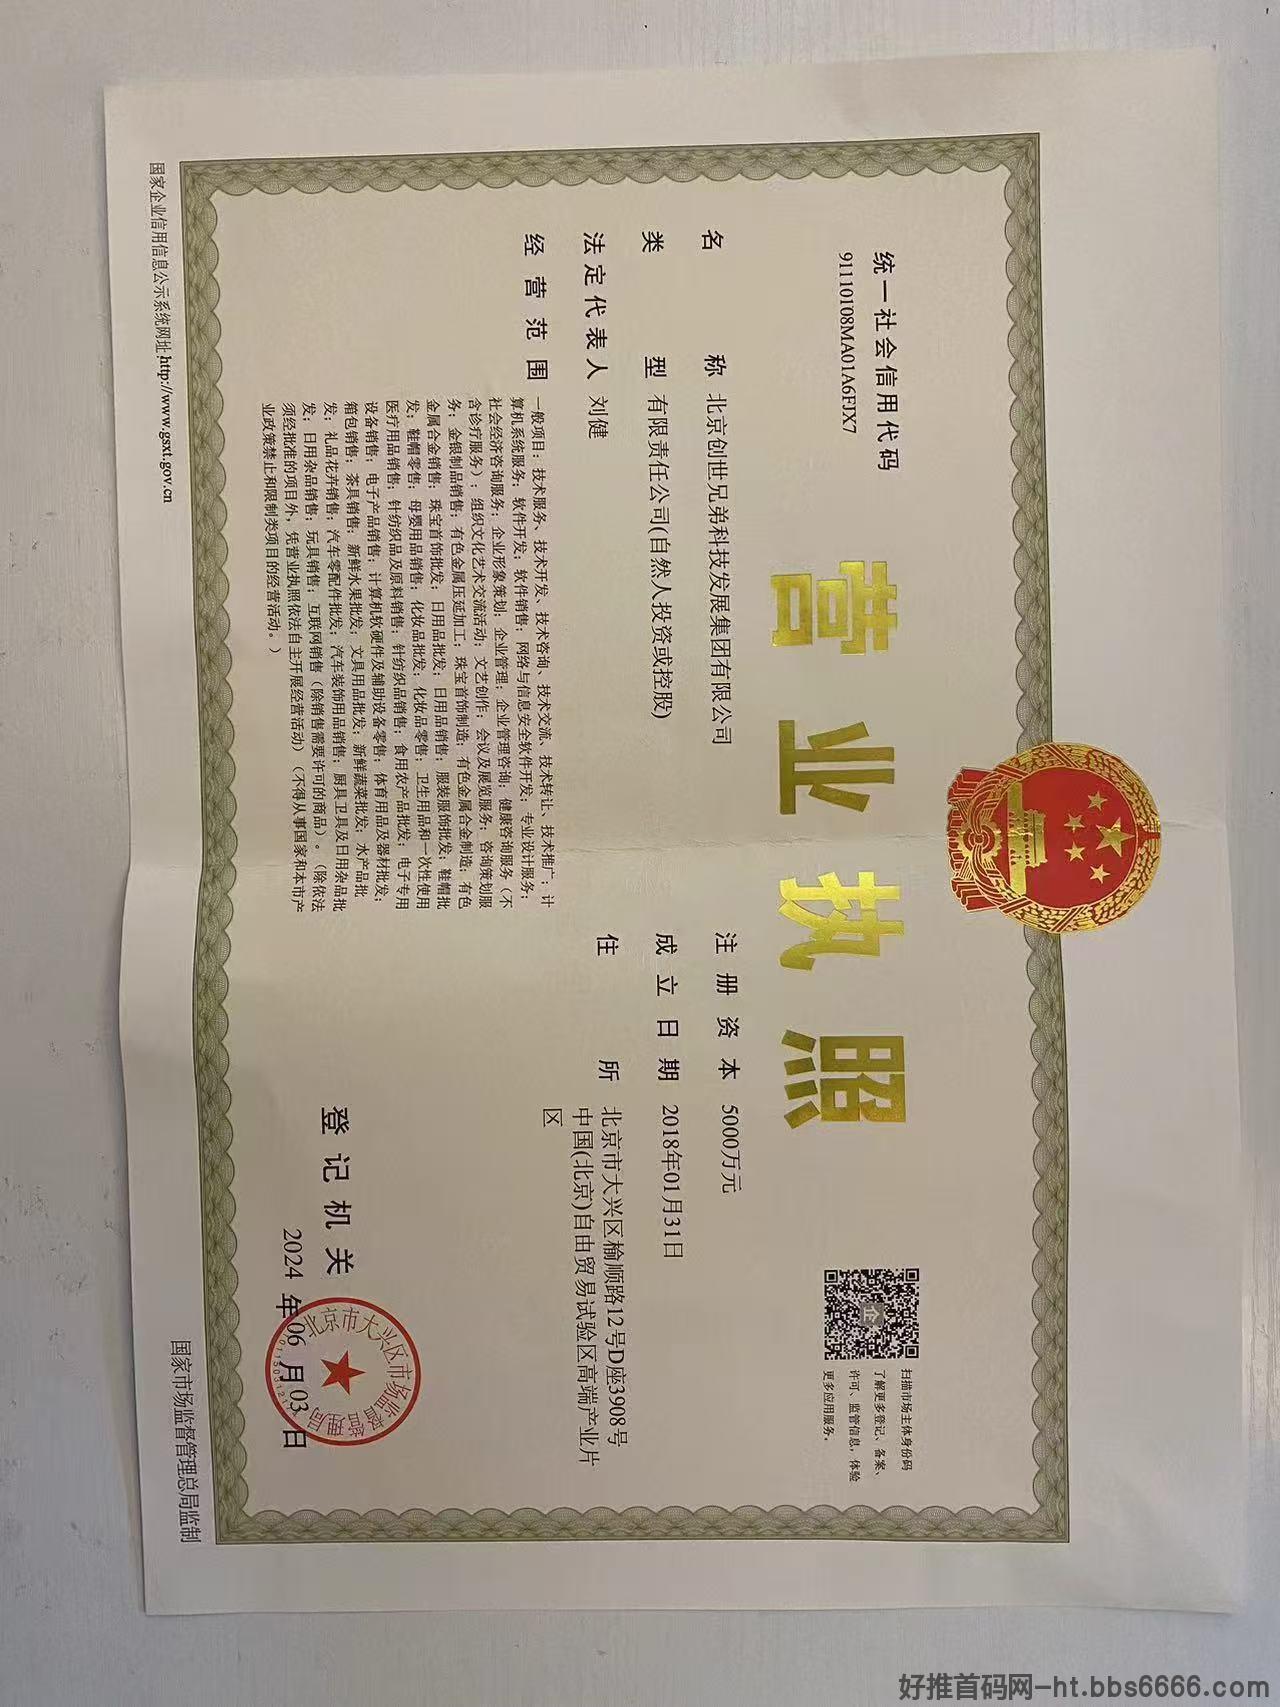 营业执照
统一社会信用代码
91110108MA01A6FJX7
扫描市场主体身份码
了解更多登记、备案、
许可、监管信息，体验
更多应用服务。
名 称 北京创世兄弟科技发展集团有限公司
类 型 有限责任公司(自然人投资或控股)
法定代表人 刘健
经营范围 一般项目：技术服务、技术开发、技术咨询、技术交流、技术转让、技术推广；计
算机系统服务；软件开发；软件销售；网络与信息安全软件开发；专业设计服务；
社会经济咨询服务；企业形象策划；企业管理；企业管理咨询；健康咨询服务（不
含诊疗服务）；组织文化艺术交流活动；文艺创作；会议及展览服务；咨询策划服
务；金银制品销售；有色金属压延加工；珠宝首饰制造；有色金属合金制造；有色
金属合金销售；珠宝首饰批发；日用品批发；日用品销售；服装服饰批发；鞋帽批
发；鞋帽零售；母婴用品销售；化妆品批发；化妆品零售；卫生用品和一次性使用
医疗用品销售；针纺织品及原料销售；针纺织品销售；食用农产品批发；电子专用
设备销售；电子产品销售；计算机软硬件及辅助设备零售；体育用品及器材批发；
箱包销售；茶具销售；新鲜水果批发；文具用品批发；新鲜蔬菜批发；水产品批
发；礼品花卉销售；汽车零配件批发；汽车装饰用品销售；厨具卫具及日用杂品批
发；日用杂品销售；玩具销售；互联网销售（除销售需要许可的商品）。（除依法
须经批准的项目外，凭营业执照依法自主开展经营活动）（不得从事国家和本市产
业政策禁止和限制类项目的经营活动。）
注册资本 5000万元
成立日期 2018年01月31日
住 所 北京市大兴区榆顺路12号D座3908号
中国(北京)自由贸易试验区高端产业片
区
登记机关
北京市大兴区市场监督管理局
2024 年 06 月 03 日
国家企业信用信息公示系统网址http://www.gsxt.gov.cn
国家市场监督管理总局监制
好推首码网-ht.bbs6666.com